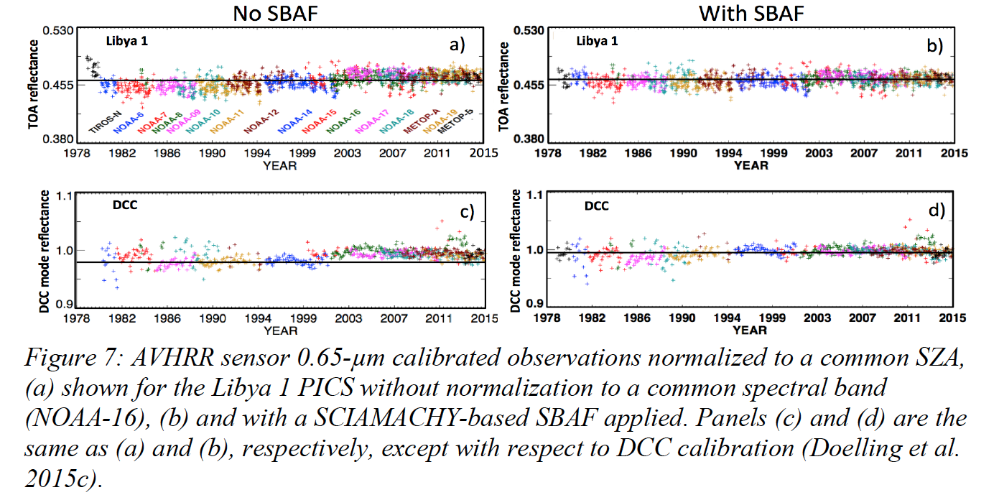 No SBAF
With SBAF
0.530
0.455
0.380
TOA reflectance
Libya 1
a)
TIROS-N NOAA-6 NOAA-7 NOAA-8 NOAA-09 NOAA-10 NOAA-11 NOAA-12 NOAA-14 NOAA-15 NOAA-16 NOAA-17 NOAA-18 METOP-A NOAA-19 METOP-B
1978 1982 1986 1990 1994 1999 2003 2007 2011 2015
YEAR
0.530
0.455
0.380
TOA reflectance
Libya 1
b)
1978 1982 1986 1990 1994 1999 2003 2007 2011 2015
YEAR
1.1
1.0
0.9
DCC mode reflectance
DCC
c)
1978 1982 1986 1990 1994 1999 2003 2007 2011 2015
YEAR
1.1
1.0
0.9
DCC mode reflectance
DCC
d)
1978 1982 1986 1990 1994 1999 2003 2007 2011 2015
YEAR
Figure 7: AVHRR sensor 0.65-µm calibrated observations normalized to a common SZA,
(a) shown for the Libya 1 PICS without normalization to a common spectral band
(NOAA-16), (b) and with a SCIAMACHY-based SBAF applied. Panels (c) and (d) are the
same as (a) and (b), respectively, except with respect to DCC calibration (Doelling et al.
2015c).